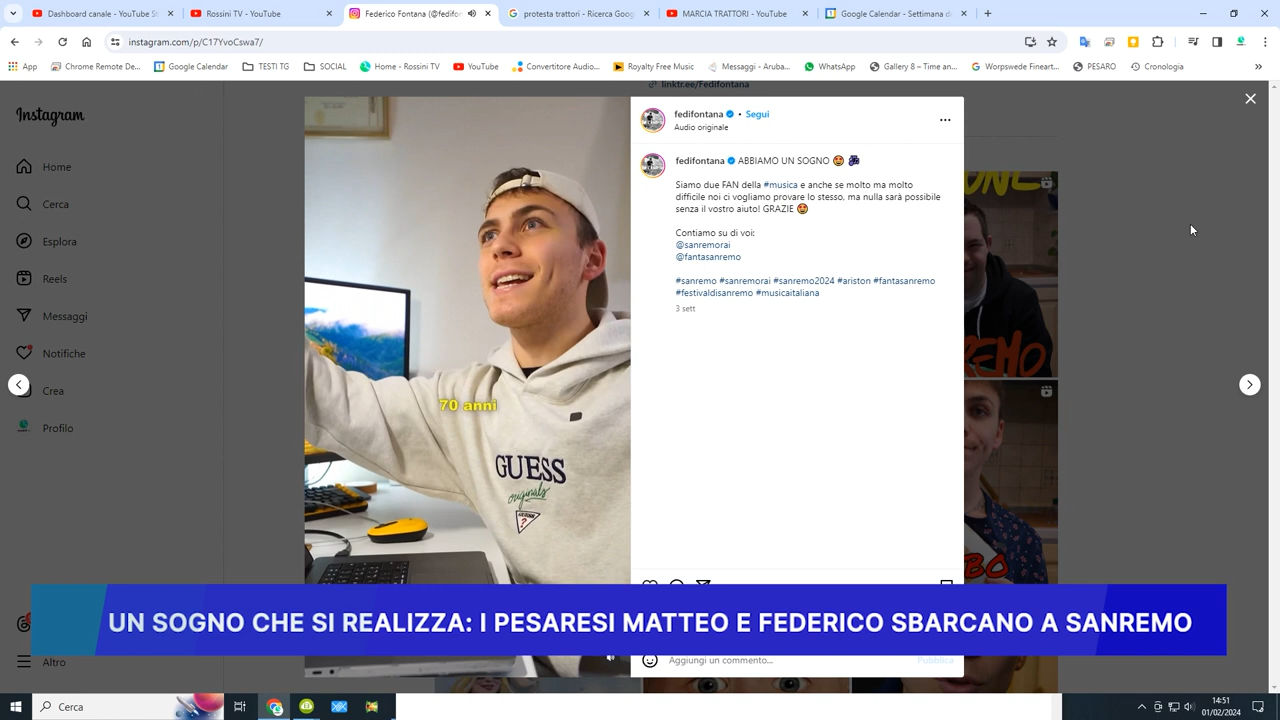 Dashboard canale - YouTube St
Rossini TV - YouTube
Federico Fontana (@fedifon
protesta trattori - Ricerca Goog
MARCIA TRATTORI - YouTube
Google Calendar - Settimana d
instagram.com/p/C17YvoCswa7/
App
Chrome Remote De...
Google Calendar
TESTI TG
SOCIAL
Home - Rossini TV
YouTube
Convertitore Audio...
Royalty Free Music
Messaggi - Aruba...
WhatsApp
Gallery 8 – Time an...
Worpswede Fineart...
PESARO
Cronologia
linktr.ee/Fedifontana
Instagram
Home
Cerca
Esplora
Reels
Messaggi
Notifiche
Crea
Profilo
Altro
70 anni
GUESS
originals
?
fedifontana • Segui
Audio originale
fedifontana ABBIAMO UN SOGNO
Siamo due FAN della #musica e anche se molto ma molto
difficile noi ci vogliamo provare lo stesso, ma nulla sarà possibile
senza il vostro aiuto! GRAZIE
Contiamo su di voi:
@sanremorai
@fantasanremo
#sanremo #sanremorai #sanremo2024 #ariston #fantasanremo
#festivaldisanremo #musicaitaliana
3 sett
UN SOGNO CHE SI REALIZZA: I PESARESI MATTEO E FEDERICO SBARCANO A SANREMO
Aggiungi un commento...
Pubblica
Cerca
14:51
01/02/2024